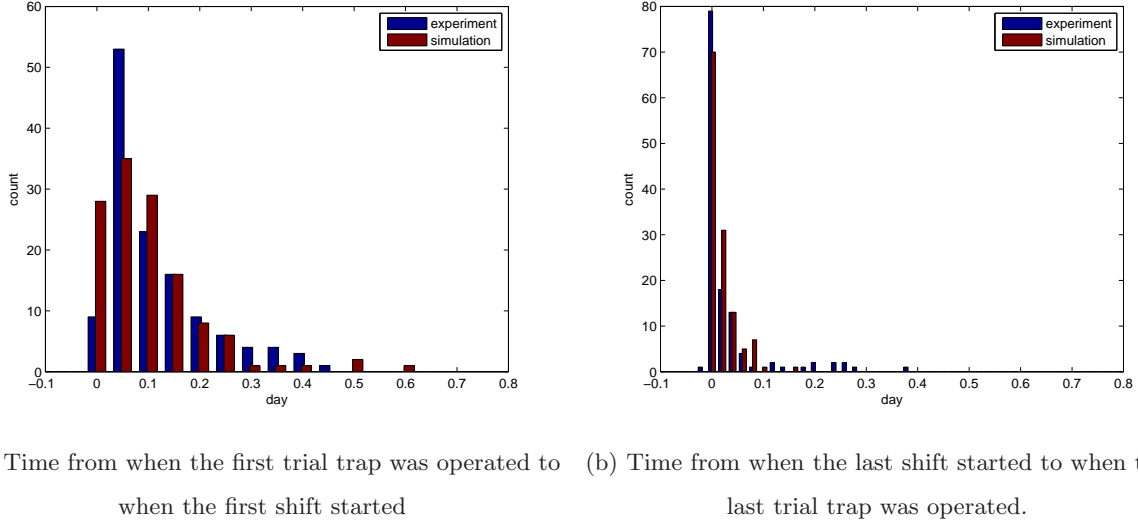 60
50
40
30
20
10
0
count
−0.1 0 0.1 0.2 0.3 0.4 0.5 0.6 0.7 0.8
day
experiment
simulation
80
70
60
50
40
30
20
10
0
count
−0.1 0 0.1 0.2 0.3 0.4 0.5 0.6 0.7 0.8
day
experiment
simulation
Time from when the first trial trap was operated to
when the first shift started
(b) Time from when the last shift started to when t
last trial trap was operated.